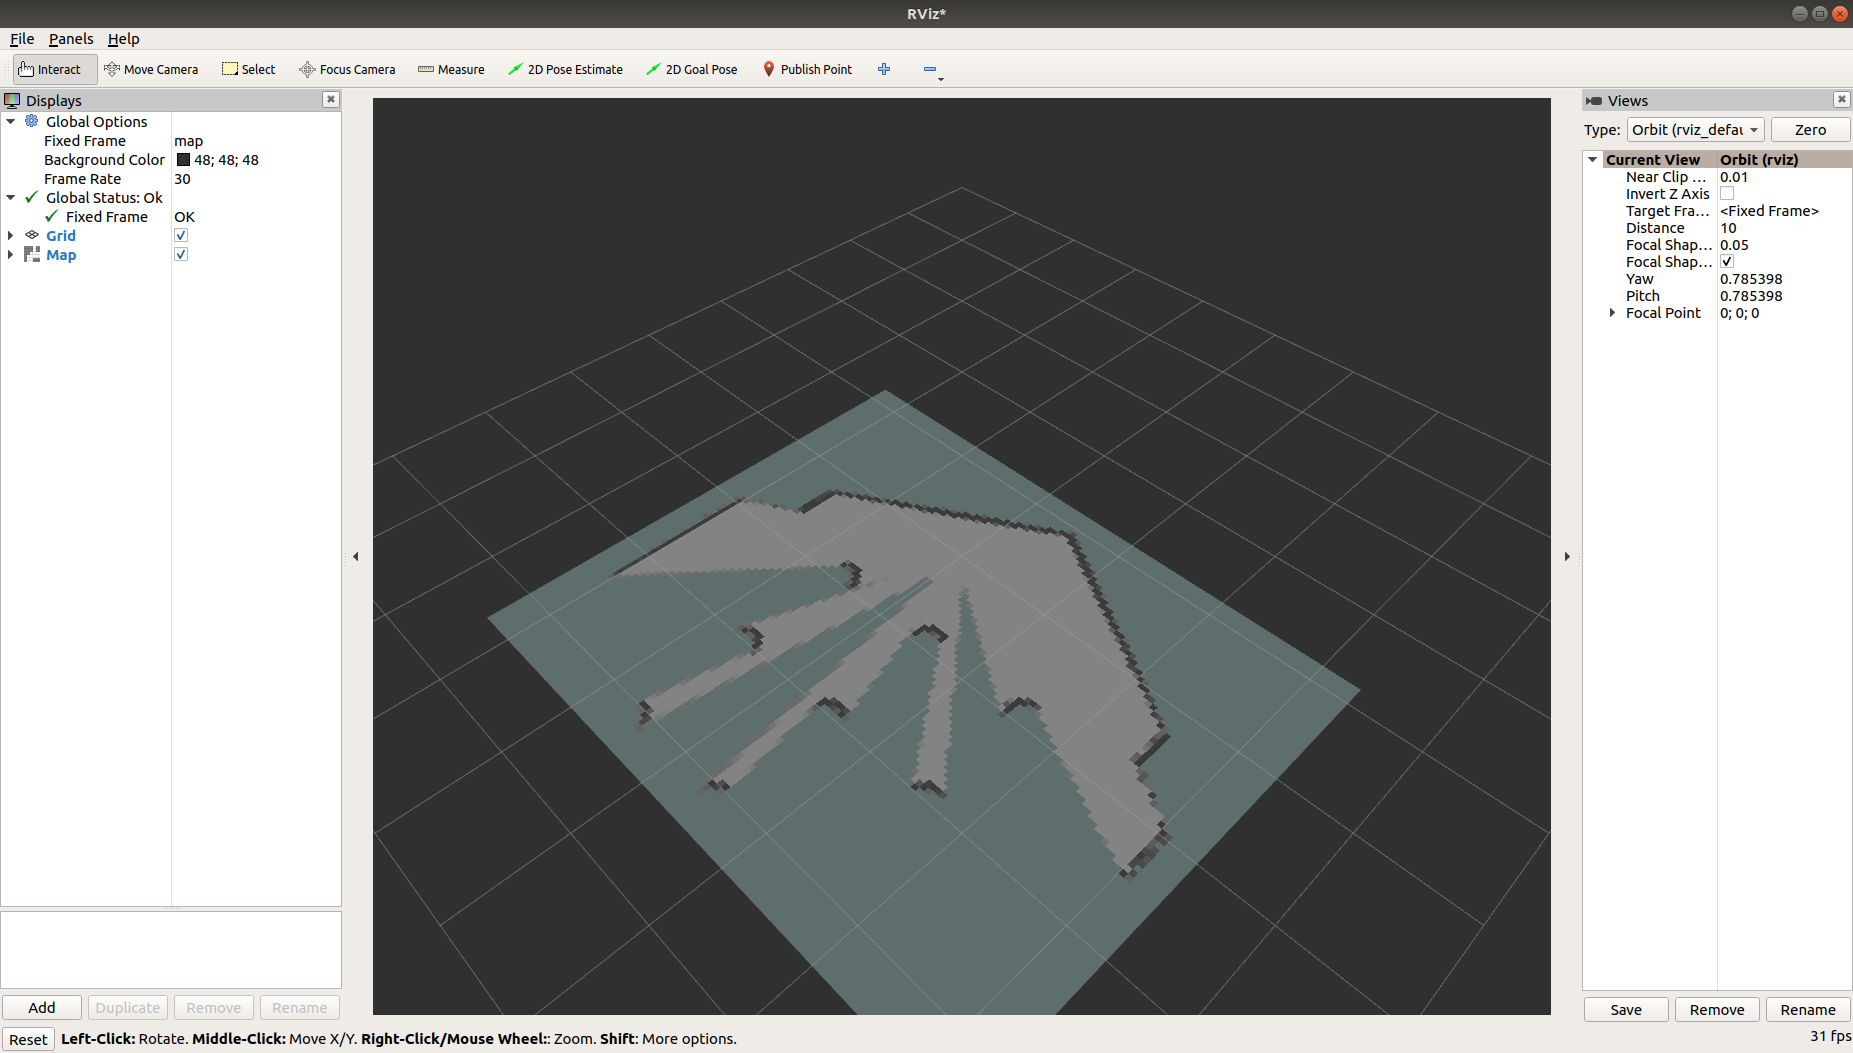 RViz*
File Panels Help
Interact Move Camera Select Focus Camera Measure 2D Pose Estimate 2D Goal Pose Publish Point
Displays
Global Options
Fixed Frame map
Background Color 48; 48; 48
Frame Rate 30
Global Status: Ok
Fixed Frame OK
Grid
Map
Add Duplicate Remove Rename
Reset Left-Click: Rotate. Middle-Click: Move X/Y. Right-Click/Mouse Wheel:: Zoom. Shift: More options.
Views
Type: Orbit (rviz_defau Zero
Current View Orbit (rviz)
Near Clip ... 0.01
Invert Z Axis
Target Fra... <Fixed Frame>
Distance 10
Focal Shap... 0.05
Focal Shap...
Yaw 0.785398
Pitch 0.785398
Focal Point 0; 0; 0
Save Remove Rename
31 fps